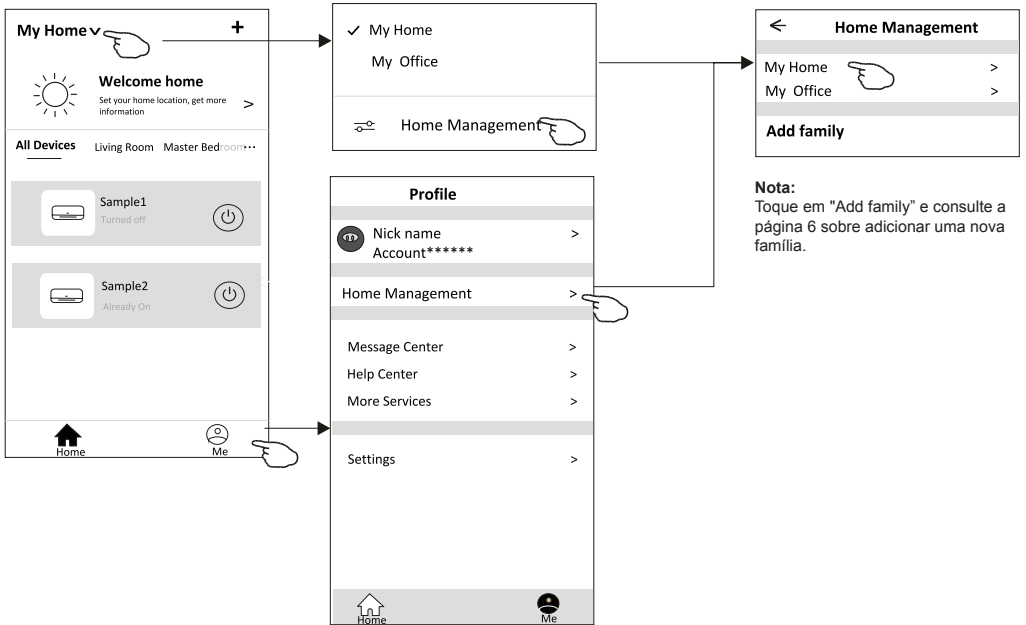 My Home
+
Welcome home
Set your home location, get more
information
>
All Devices Living Room Master Bedroom...
Sample1
Turned off
Sample2
Already On
Home
Me
✓ My Home
My Office
Home Management
Profile
Nick name >
Account******
Home Management >
Message Center >
Help Center >
More Services >
Settings >
Home
Me
Home Management
My Home >
My Office >
Add family
Nota:
Toque em "Add family” e consulte a
página 6 sobre adicionar uma nova
família.